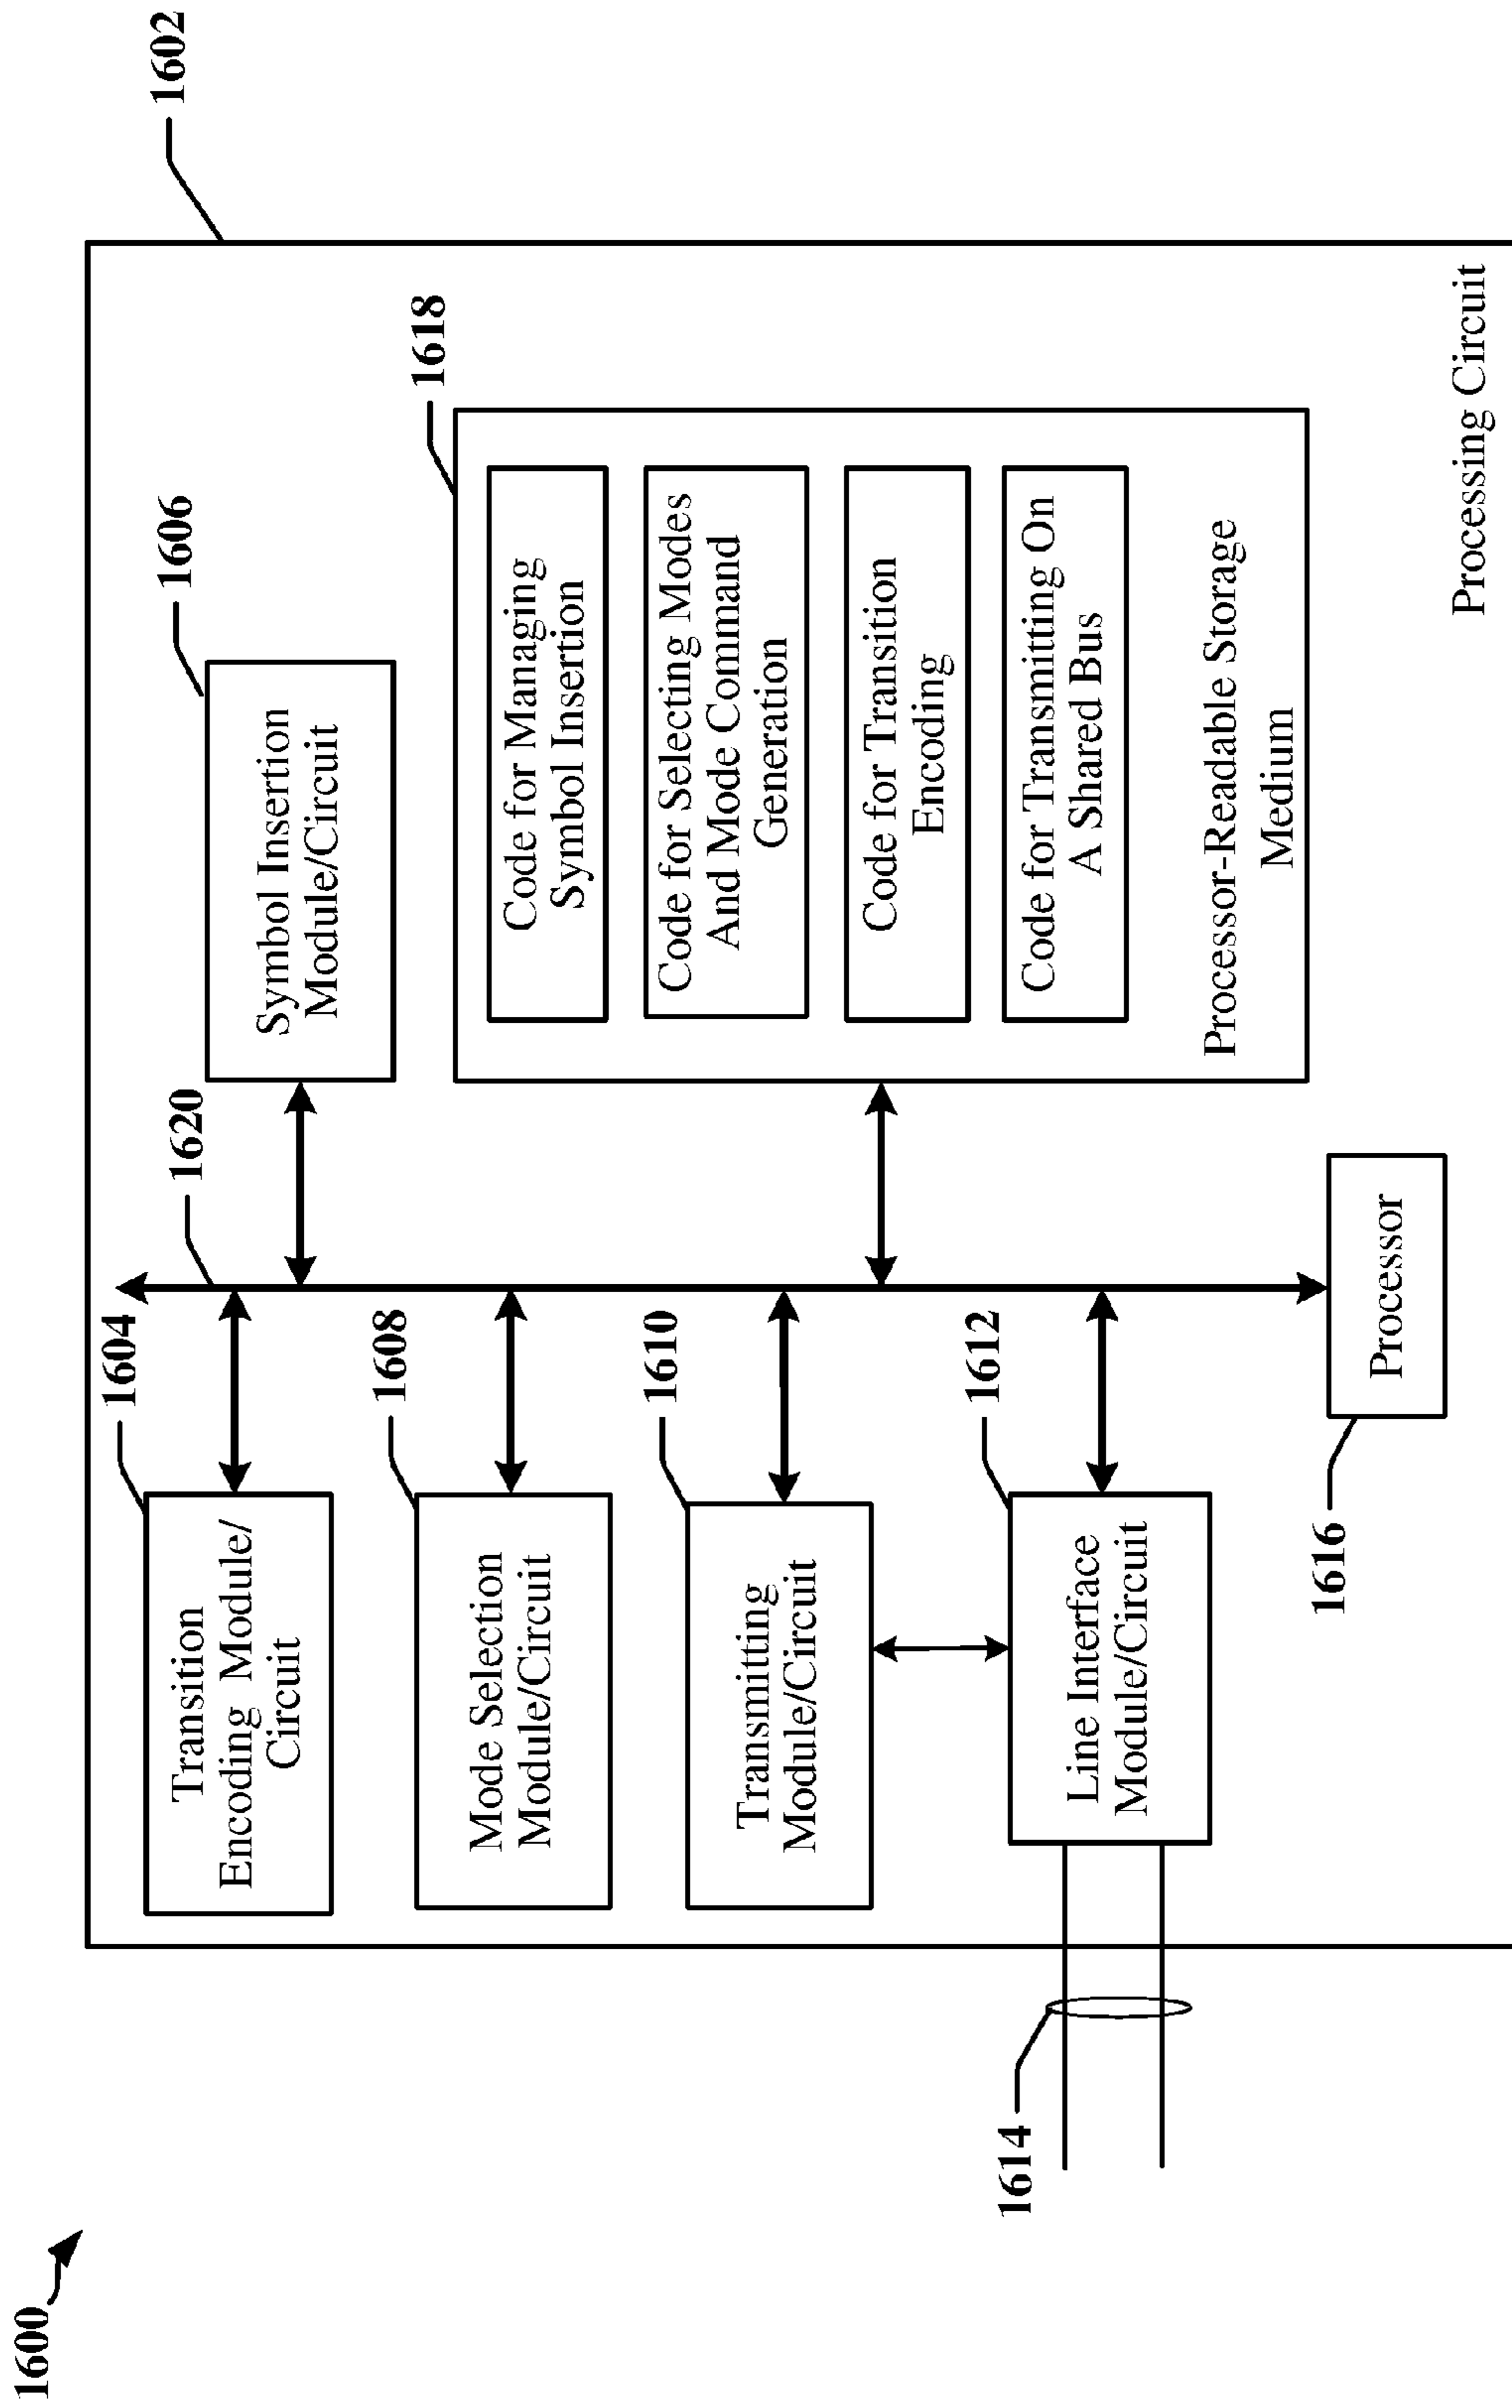 1600
1602
1604
Transition
Encoding Module/
Circuit
1620
1606
Symbol Insertion
Module/Circuit
1608
Mode Selection
Module/Circuit
1618
Code for Managing
Symbol Insertion
Code for Selecting Modes
And Mode Command
Generation
Code for Transition
Encoding
Code for Transmitting On
A Shared Bus
Processor-Readable Storage
Medium
1610
Transmitting
Module/Circuit
1612
Line Interface
Module/Circuit
1614
1616
Processor
Processing Circuit